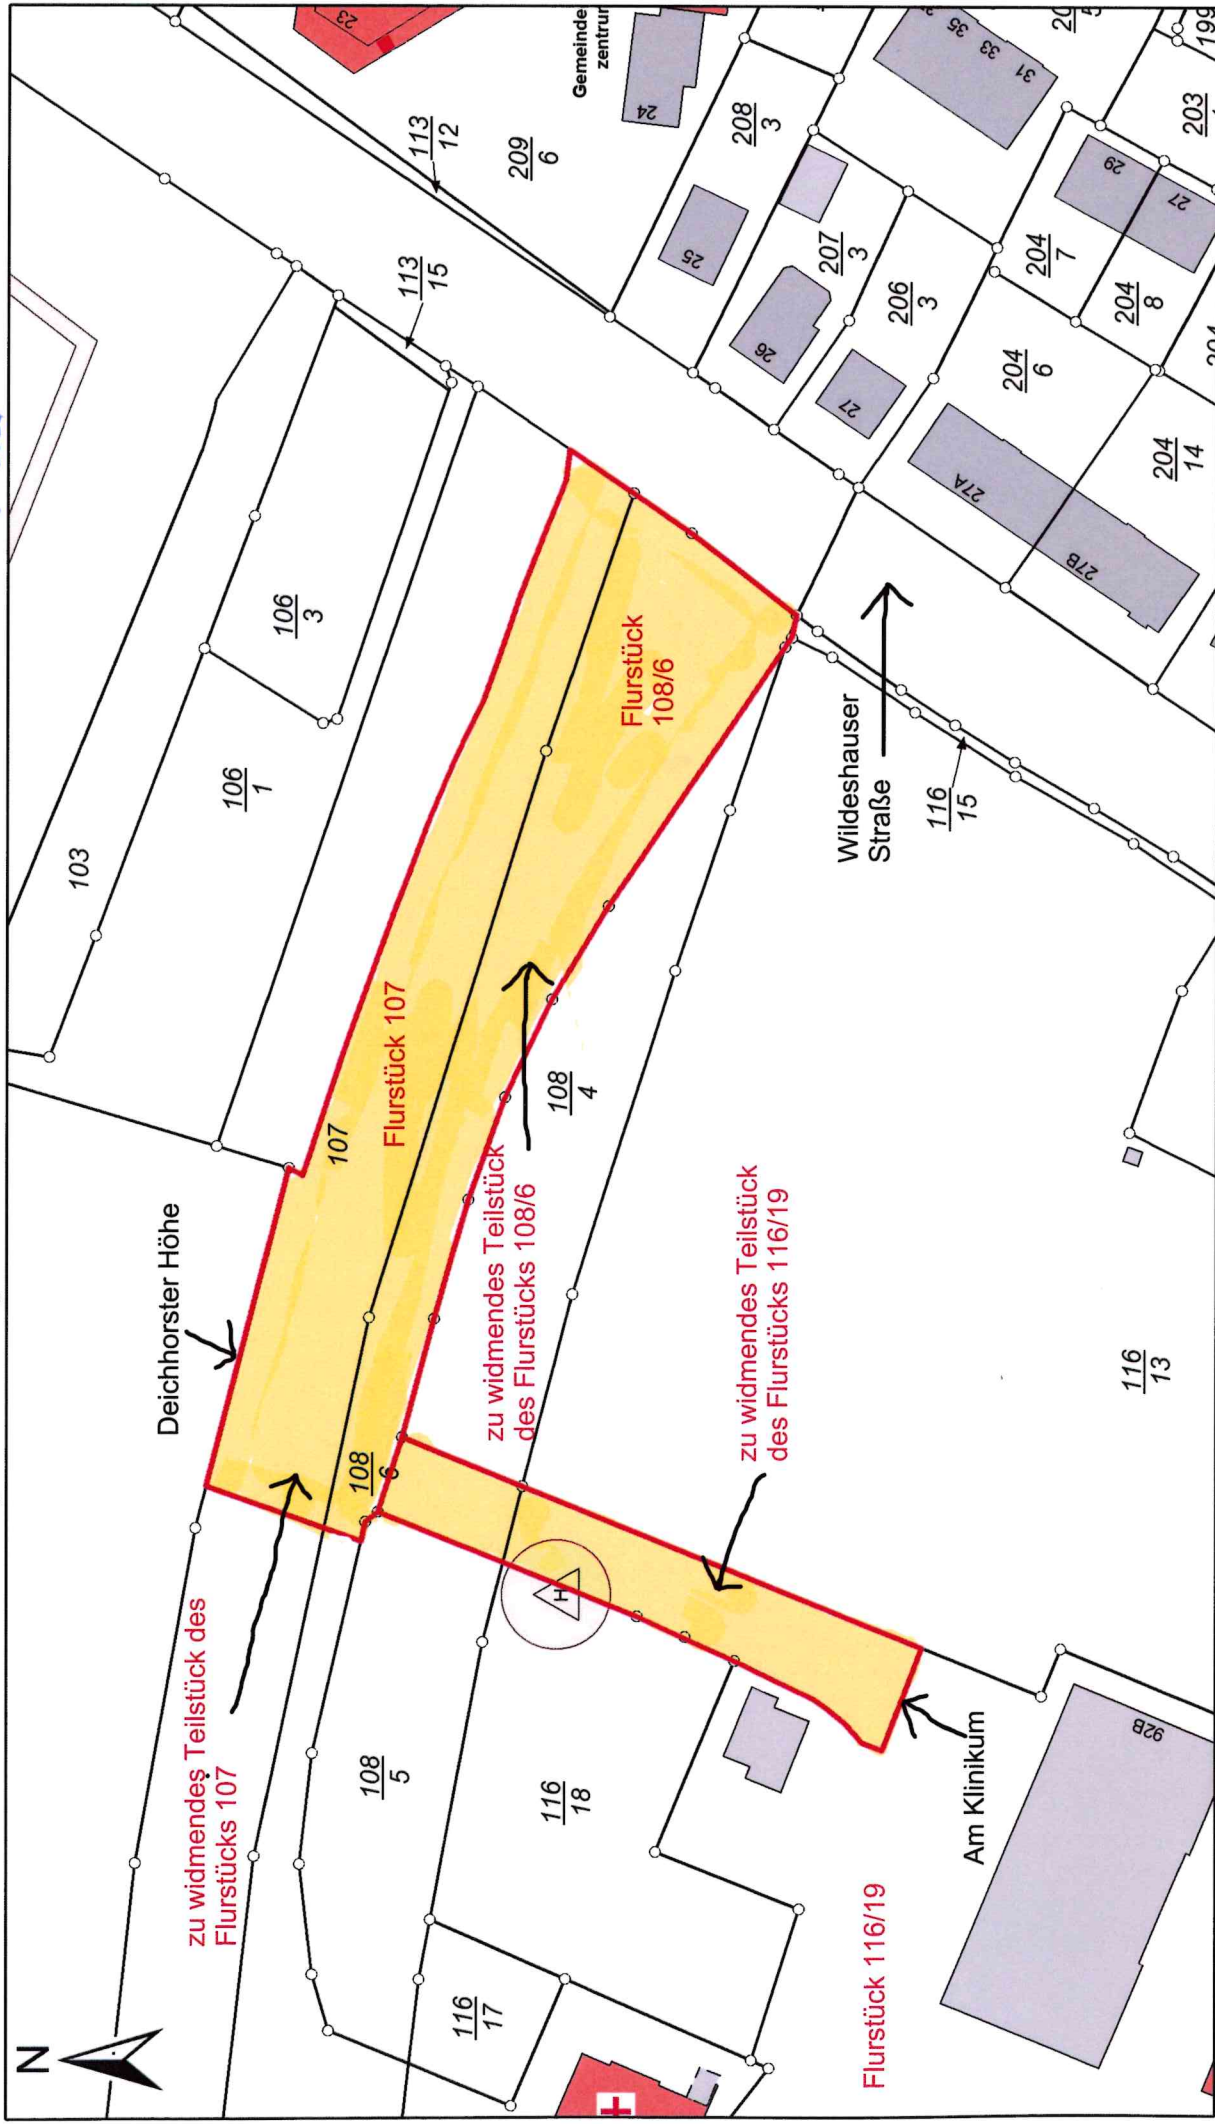 N
Deichhorster Höhe
zu widmendes Teilstück des
Flurstücks 107
107
Flurstück 107
zu widmendes Teilstück
des Flurstücks 108/6
Flurstück
108/6
zu widmendes Teilstück
des Flurstücks 116/19
Flurstück 116/19
Am Klinikum
Wildeshauser
Straße
Gemeinde
zentrum
103
106
1
106
3
113
15
113
12
209
6
208
3
207
3
206
3
204
7
204
8
204
6
204
14
203
108
6
108
4
108
5
116
18
116
17
116
13
116
15
H
23
24
25
26
27
27A
27B
29
27
31
33
35
92B